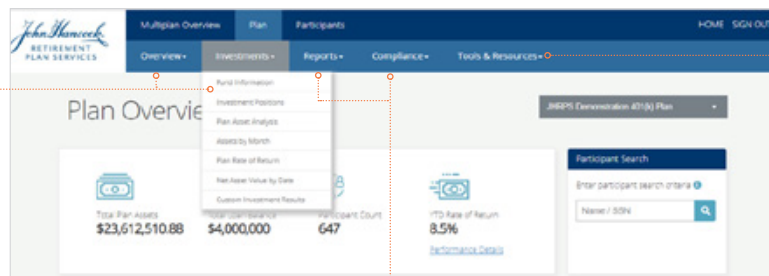 John Hancock
RETIREMENT
PLAN SERVICES
Multiplan Overview Plan Participants HOME SIGN OUT
Overview Investments Reports Compliance Tools & Resources
Fund Information
Investment Positions
Plan Asset Analysis
Assets by Month
Plan Rate of Return
Net Asset Value by Date
Custom Investment Results
Plan Overvie
JHRPS Demonstration 401(k) Plan
Total Plan Assets
$23,612,510.88
Total Loan Balance
$4,000,000
Participant Count
647
YTD Rate of Return
8.5%
Performance Details
Participant Search
Enter participant search criteria
Name / SSN